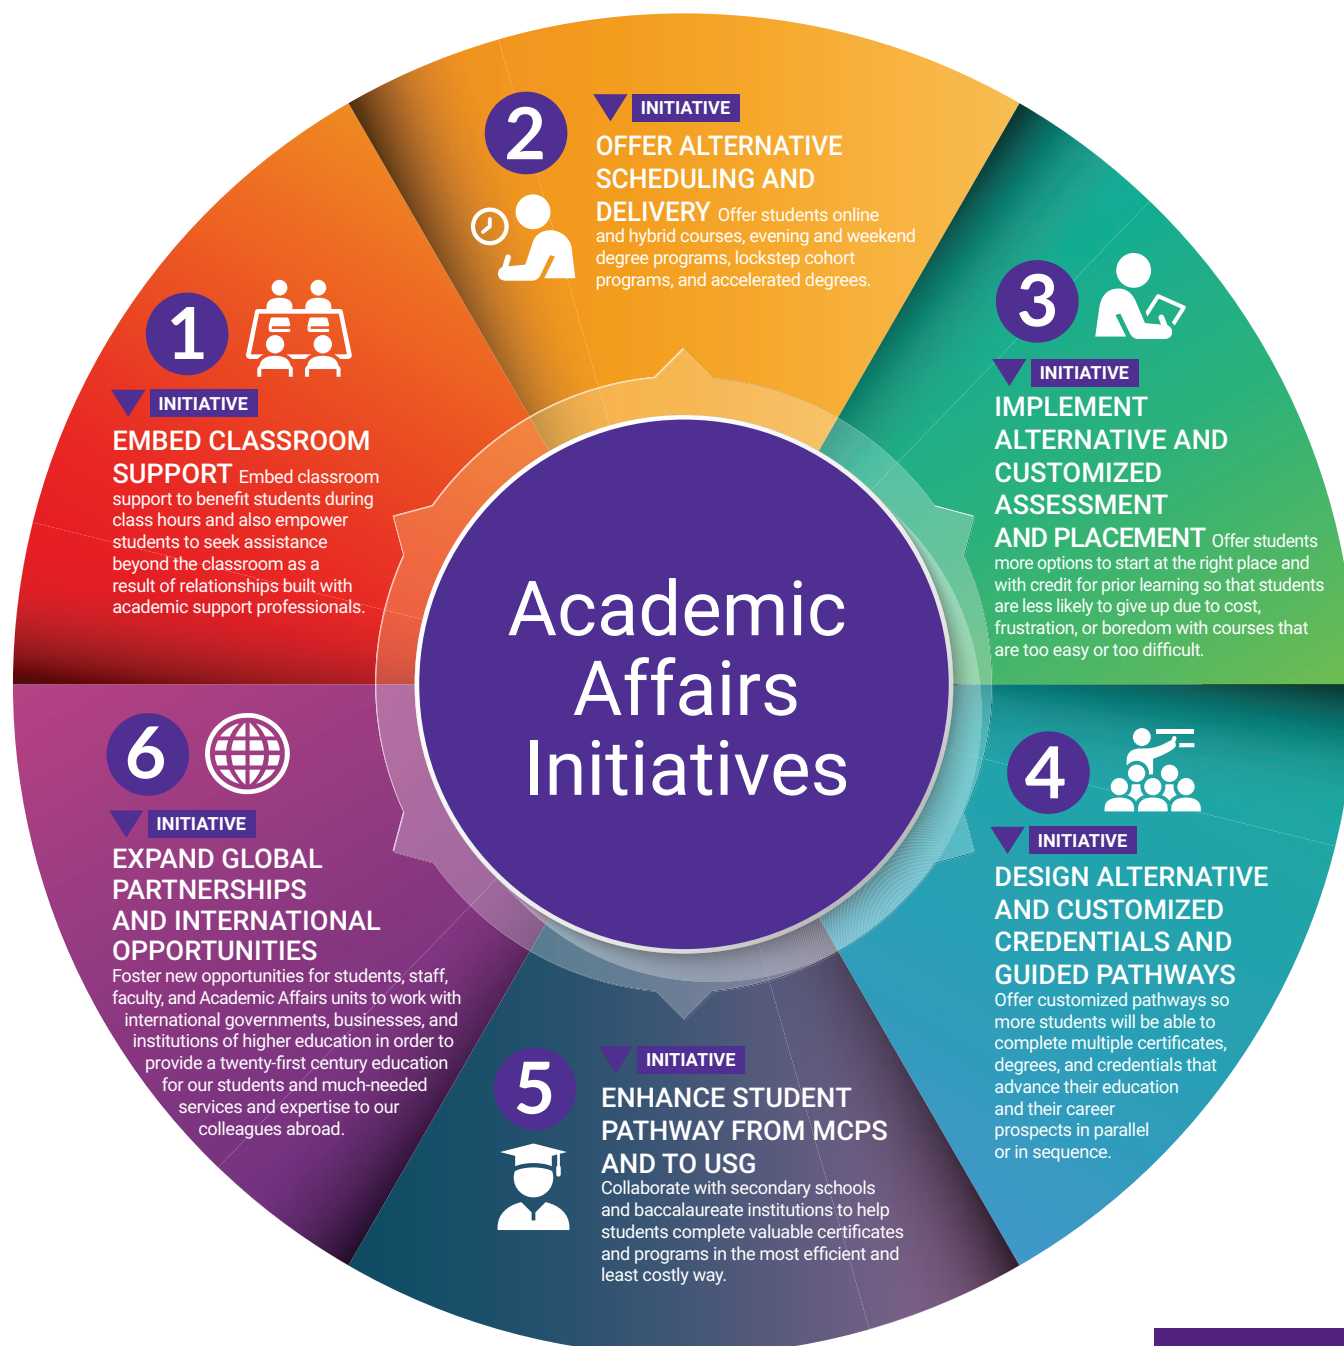 Academic
Affairs
Initiatives
1
INITIATIVE
EMBED CLASSROOM
SUPPORT Embed classroom
support to benefit students during
class hours and also empower
students to seek assistance
beyond the classroom as a
result of relationships built with
academic support professionals.
2
INITIATIVE
OFFER ALTERNATIVE
SCHEDULING AND
DELIVERY Offer students online
and hybrid courses, evening and weekend
degree programs, lockstep cohort
programs, and accelerated degrees.
3
INITIATIVE
IMPLEMENT
ALTERNATIVE AND
CUSTOMIZED
ASSESSMENT
AND PLACEMENT Offer students
more options to start at the right place and
with credit for prior learning so that students
are less likely to give up due to cost,
frustration, or boredom with courses that
are too easy or too difficult.
4
INITIATIVE
DESIGN ALTERNATIVE
AND CUSTOMIZED
CREDENTIALS AND
GUIDED PATHWAYS
Offer customized pathways so
more students will be able to
complete multiple certificates,
degrees, and credentials that
advance their education
and their career
prospects in parallel
or in sequence.
5
INITIATIVE
ENHANCE STUDENT
PATHWAY FROM MCPS
AND TO USG
Collaborate with secondary schools
and baccalaureate institutions to help
students complete valuable certificates
and programs in the most efficient and
least costly way.
6
INITIATIVE
EXPAND GLOBAL
PARTNERSHIPS
AND INTERNATIONAL
OPPORTUNITIES
Foster new opportunities for students, staff,
faculty, and Academic Affairs units to work with
international governments, businesses, and
institutions of higher education in order to
provide a twenty-first century education
for our students and much-needed
services and expertise to our
colleagues abroad.